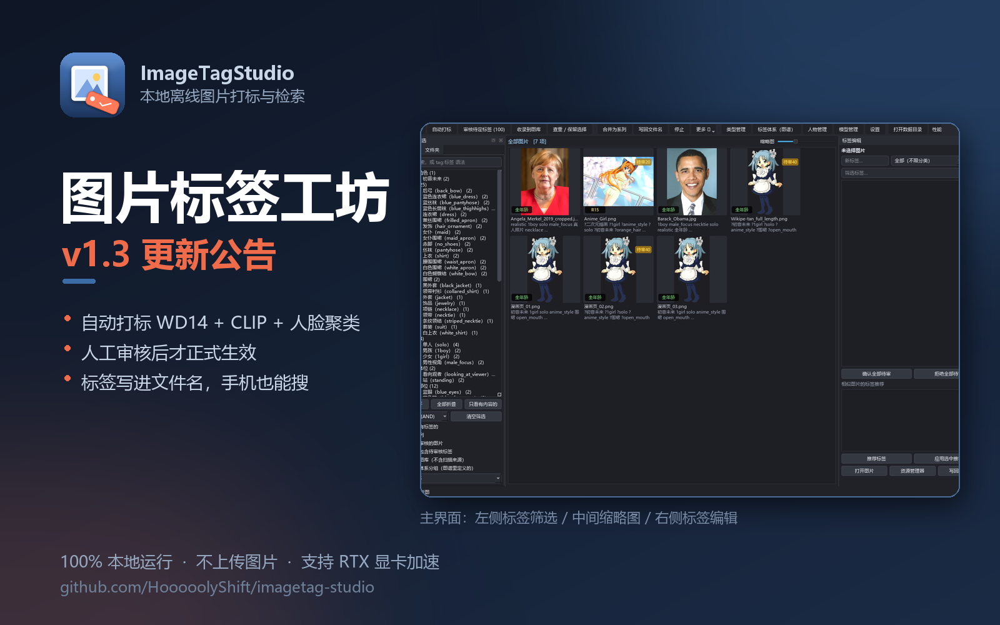 ImageTagStudio
本地离线图片打标与检索
图片标签工坊
v1.3 更新公告
自动打标 WD14 + CLIP + 人脸聚类
人工审核后才正式生效
标签写进文件名，手机也能搜
自动打标 审核待定标签 (100) 收录到图库 查重 / 保留选择 合并为系列 写回文件名 停止 更多 类型管理 标签体系（图谱） 人物管理 模型管理 设置 打开数据目录 性能
选
文件夹
索，或 tag:标签 语法
角色 (1)
初音未来 (2)
25)
后弓 (back_bow) (2)
蓝色连衣裙 (blue_dress) (2)
蓝丝袜 (blue_pantyhose) (2)
蓝色长筒袜 (blue_thighhighs)...
连衣裙 (dress) (2)
蕾丝围裙 (frilled_apron) (2)
发饰 (hair_ornament) (2)
女仆 (maid) (2)
女仆围裙 (maid_apron) (2)
去脚 (no_shoes) (2)
丝袜 (pantyhose) (2)
上衣 (shirt) (2)
腰围围裙 (waist_apron) (2)
白色围裙 (white_apron) (2)
白色蝴蝶结 (white_bow) (2)
围裙 (2)
黑外套 (black_jacket) (1)
领带衬衫 (collared_shirt) (1)
外套 (jacket) (1)
饰品 (jewelry) (1)
项链 (necklace) (1)
领带 (necktie) (1)
条纹领结 (striped_necktie) (1)
套装 (suit) (1)
白上衣 (white_shirt) (1)
单人 (solo) (4)
男孩 (1boy) (2)
少女 (1girl) (2)
男性视角 (male_focus) (2)
体位 (2)
看向观者 (looking_at_viewer)...
站 (standing) (2)
部位 (12)
蓝眼 (blue_eyes) (2)
全部折叠 只看有内容的
(AND) 清空筛选
有标签的
列
审核的图片
包含待审核标签
图库（不含扫描来源）
体系分组（图谱里定义的）
全部图片 [7 项] 缩略图
全年龄
Angela_Merkel_2019_cropped.j...
realistic 1boy solo male_focus 真
人照片 necklace ...
待审20
R15
Anime_Girl.png
?二次元插画 ?1girl ?anime_style ?
solo ?初音未来 ?orange_hair ...
全年龄
Barack_Obama.jpg
1boy male_focus necktie solo
realistic 全年龄 ...
待审40
全年龄
Wikipe-tan_full_length.png
?初音未来 ?1girl ?solo ?
anime_style ?围裙 ?open_mouth
全年龄
漫画页_01.png
初音未来 1girl solo anime_style 围
裙 open_mouth ...
待审40
全年龄
漫画页_02.png
?初音未来 ?1girl ?solo ?
anime_style ?围裙 ?open_mouth
全年龄
漫画页_03.png
初音未来 1girl solo anime_style 围
裙 open_mouth ...
标签编辑
未选择图片
新标签... 全部（不限分类）
筛选标签...
确认全部待审 拒绝全部待
相似图片的标签推荐
推荐标签 应用选中推
打开图片 资源管理器 写回
主界面：左侧标签筛选 / 中间缩略图 / 右侧标签编辑
100% 本地运行 · 不上传图片 · 支持 RTX 显卡加速
github.com/HooooolyShift/imagetag-studio